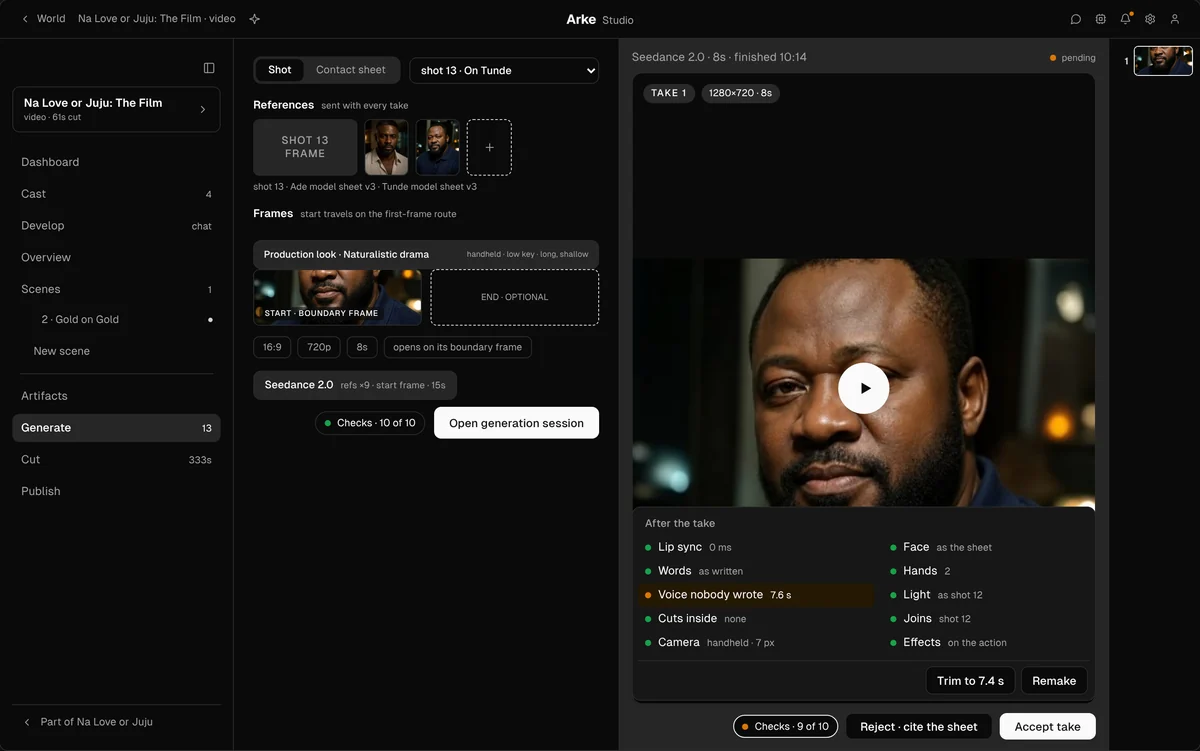 World
Na Love or Juju: The Film · video
Arke Studio
Na Love or Juju: The Film
video · 61s cut
Dashboard
Cast 4
Develop chat
Overview
Scenes 1
2 · Gold on Gold
New scene
Artifacts
Generate 13
Cut 333s
Publish
Part of Na Love or Juju
Shot Contact sheet shot 13 · On Tunde
References sent with every take
SHOT 13
FRAME
+
shot 13 · Ade model sheet v3 · Tunde model sheet v3
Frames start travels on the first-frame route
Production look · Naturalistic drama handheld · low key · long, shallow
START · BOUNDARY FRAME
END · OPTIONAL
16:9 720p 8s opens on its boundary frame
Seedance 2.0 refs ×9 · start frame · 15s
Checks · 10 of 10 Open generation session
Seedance 2.0 · 8s · finished 10:14 pending
TAKE 1 1280×720 · 8s
After the take
Lip sync 0 ms
Words as written
Voice nobody wrote 7.6 s
Cuts inside none
Camera handheld · 7 px
Face as the sheet
Hands 2
Light as shot 12
Joins shot 12
Effects on the action
Trim to 7.4 s Remake
Checks · 9 of 10 Reject · cite the sheet Accept take
1